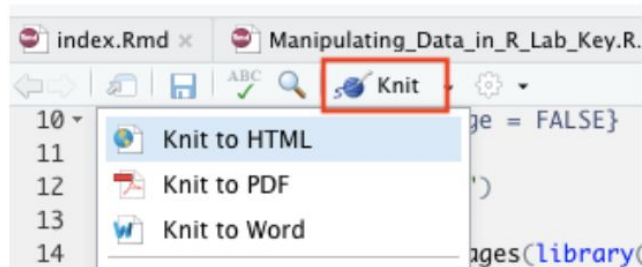 index.Rmd × Manipulating_Data_in_R_Lab_Key.R
ABC Knit
10 ge = FALSE}
11 Knit to HTML
12 Knit to PDF ")
13 Knit to Word
14 ages(library(